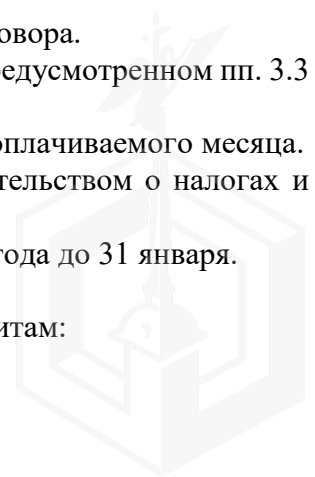 овора.
едусмотренном пп. 3.3
оплачиваемого месяца.
тельством о налогах и
года до 31 января.
итам: